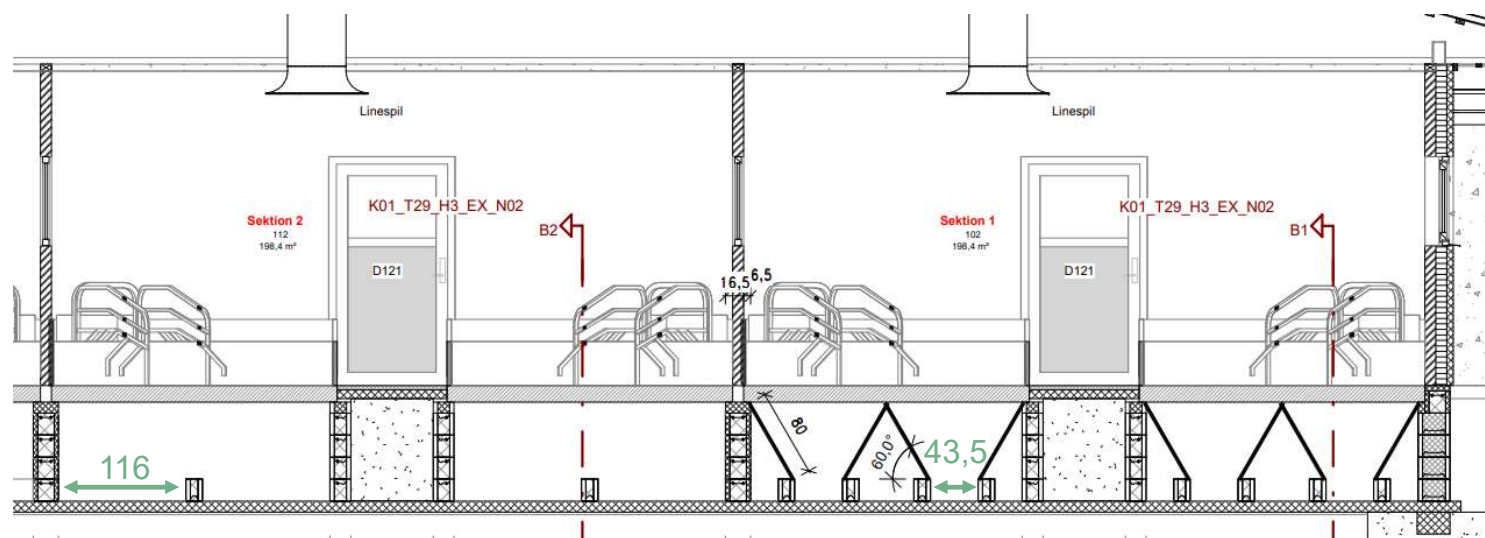 Linespil
Linespil
Sektion 2
112
198,4 m²
K01_T29_H3_EX_N02
B2
D121
Sektion 1
102
198,4 m²
K01_T29_H3_EX_N02
B1
D121
16,5
6,5
80
60,0°
43,5
116